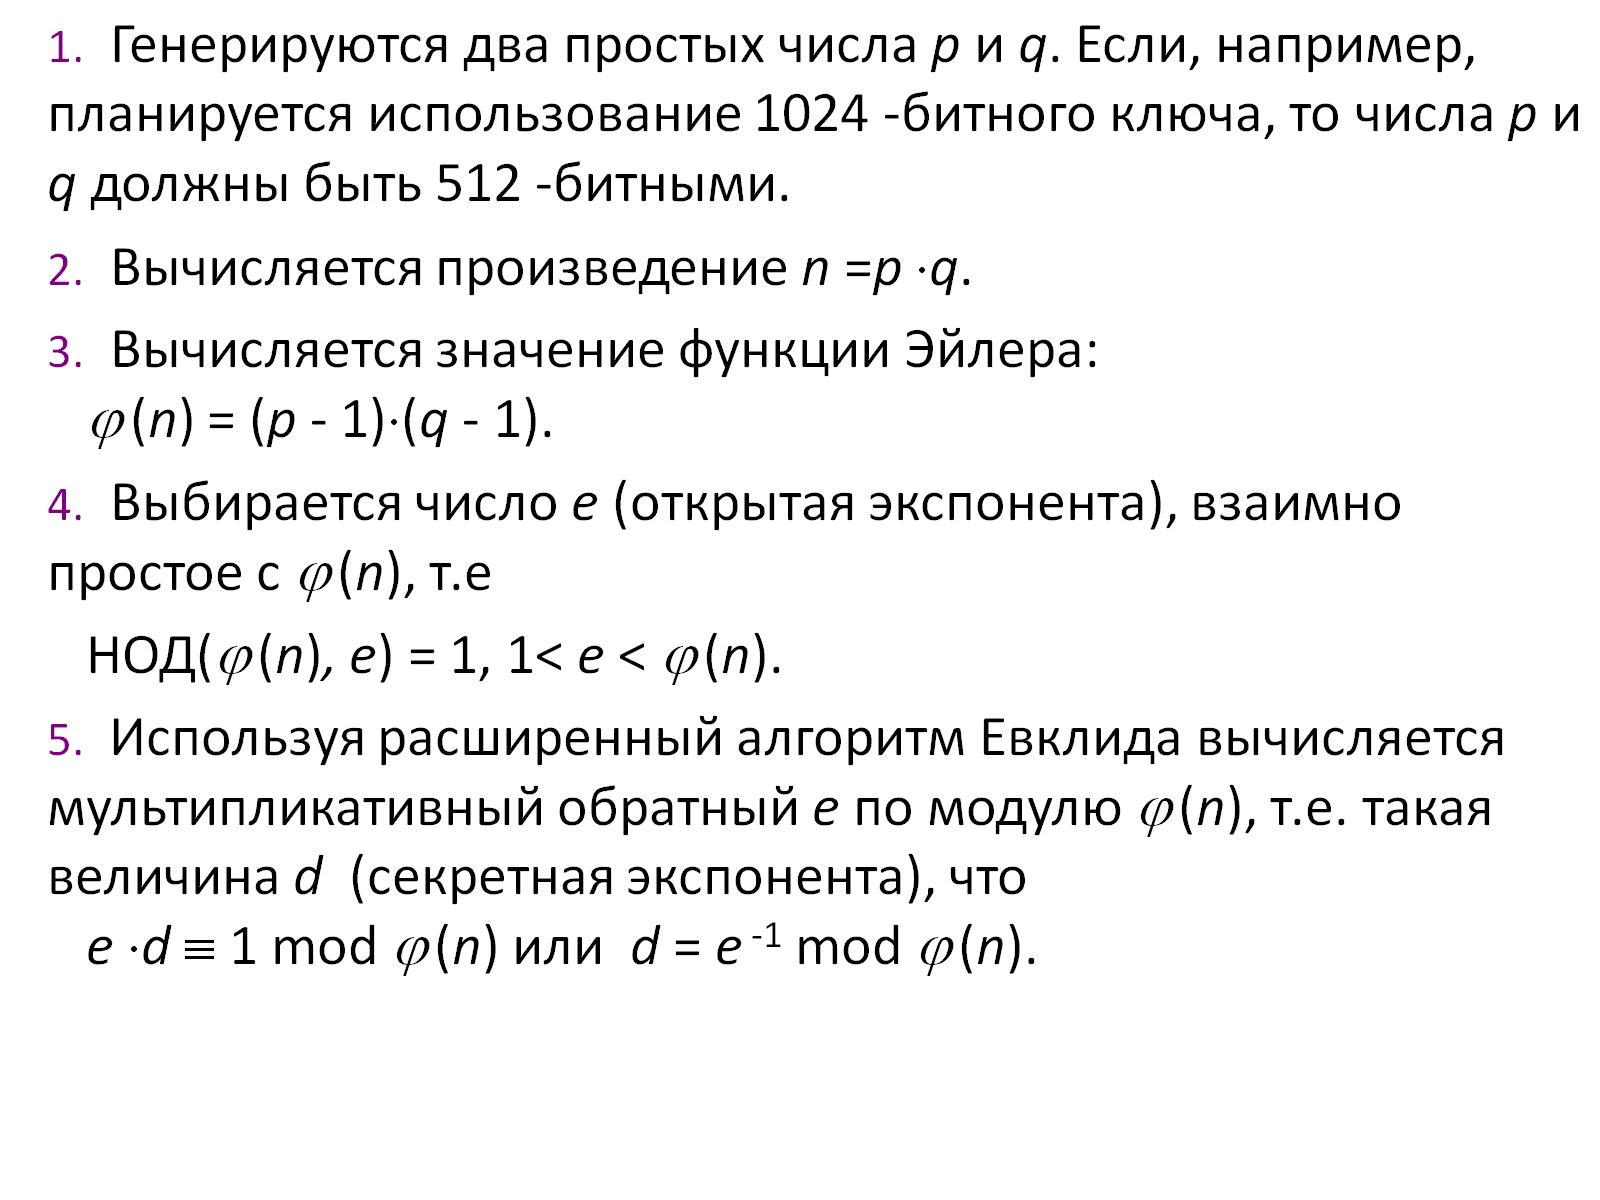 1. Генерируются два простых числа p и q. Если, например,
планируется использование 1024 -битного ключа, то числа p и
q должны быть 512 -битными.
2. Вычисляется произведение n =p ·q.
3. Вычисляется значение функции Эйлера:
φ(n) = (p - 1)·(q - 1).
4. Выбирается число e (открытая экспонента), взаимно
простое с φ(n), т.е
НОД(φ(n), e) = 1, 1< e < φ(n).
5. Используя расширенный алгоритм Евклида вычисляется
мультипликативный обратный e по модулю φ(n), т.е. такая
величина d (секретная экспонента), что
e ·d ≡ 1 mod φ(n) или d = e⁻¹ mod φ(n).